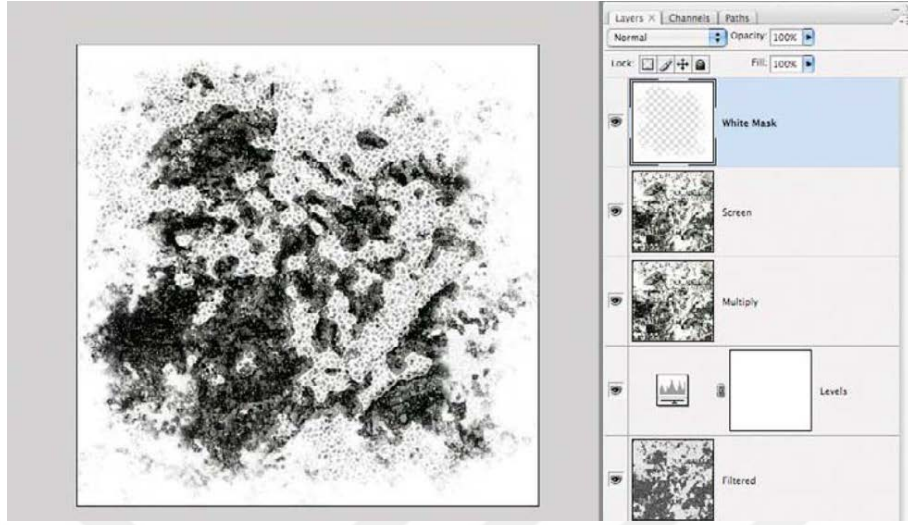 Layers × Channels Paths
Normal Opacity: 100%
Lock: Fill: 100%
White Mask
Screen
Multiply
Levels
Filtered